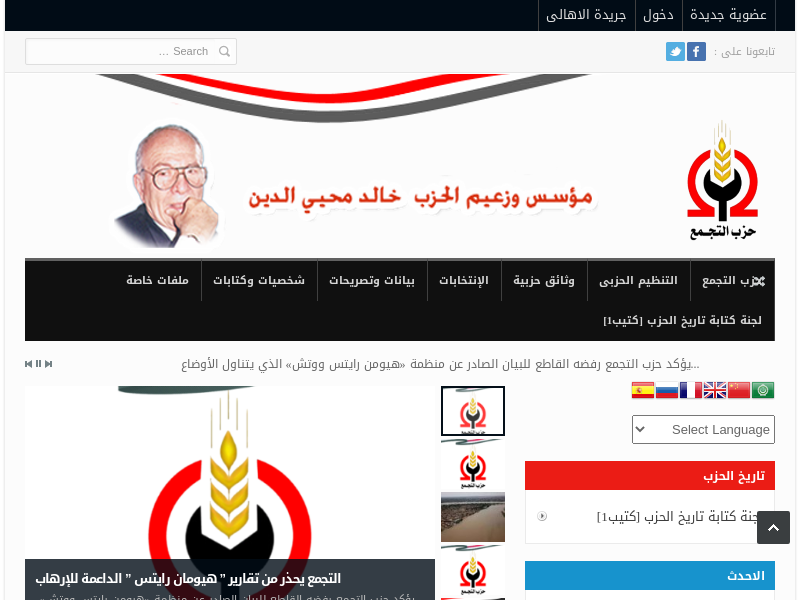 عضوية جديدة
دخول
جريدة الاهالى
تابعونا على :
Search ...
مؤسس وزعيم الحزب خالد محيي الدين
حزب التجمع
التنظيم الحزبى
وثائق حزبية
الإنتخابات
بيانات وتصريحات
شخصيات وكتابات
ملفات خاصة
لجنة كتابة تاريخ الحزب [كتيب1]
يؤكد حزب التجمع رفضه القاطع للبيان الصادر عن منظمة «هيومن رايتس ووتش» الذي يتناول الأوضاع...
Select Language
تاريخ الحزب
كتابة تاريخ الحزب [كتيب1]
الاحدث
حزب التجمع
حزب التجمع
التجمع يحذر من تقارير " هيومان رايتس " الداعمة للإرهاب
يؤكد حزب التجمع رفضه القاطع للبيان الصادر عن منظمة «هيومن رايتس ووتش»